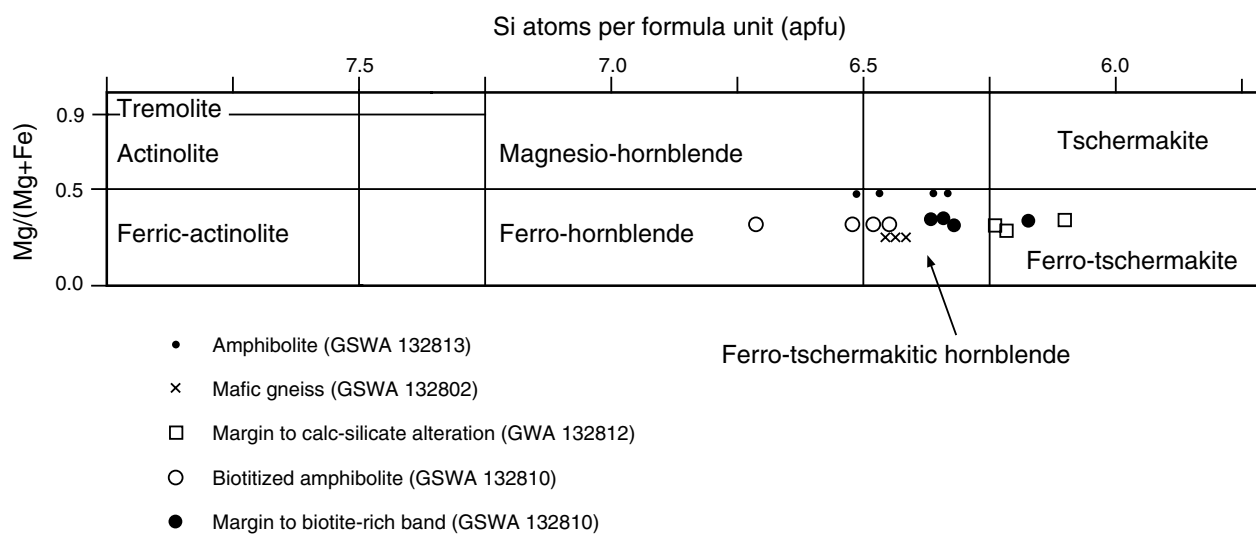 Si atoms per formula unit (apfu)
7.5 7.0 6.5 6.0
Mg/(Mg+Fe)
0.9
0.5
0.0
Tremolite
Actinolite
Magnesio-hornblende
Tschermakite
Ferric-actinolite
Ferro-hornblende
Ferro-tschermakite
Ferro-tschermakitic hornblende
Amphibolite (GSWA 132813)
Mafic gneiss (GSWA 132802)
Margin to calc-silicate alteration (GWA 132812)
Biotitized amphibolite (GSWA 132810)
Margin to biotite-rich band (GSWA 132810)